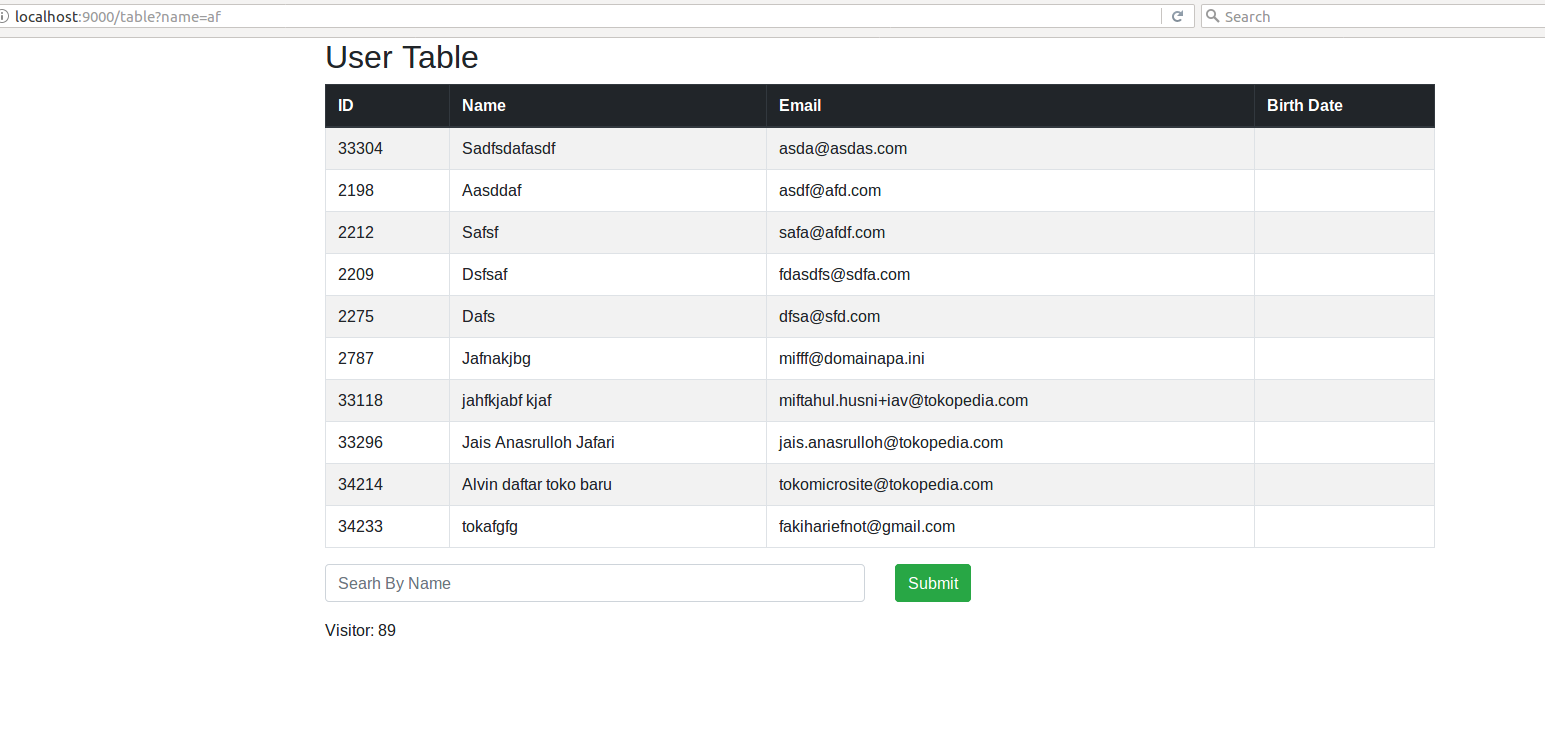 localhost:9000/table?name=af Search
User Table
ID Name Email Birth Date
33304 Sadfsdafasdf asda@asdas.com
2198 Aasddaf asdf@afd.com
2212 Safsf safa@afdf.com
2209 Dsfsaf fdasdfs@sdfa.com
2275 Dafs dfsa@sfd.com
2787 Jafnakjbg mifff@domainapa.ini
33118 jahfkjabf kjaf miftahul.husni+iav@tokopedia.com
33296 Jais Anasrulloh Jafari jais.anasrulloh@tokopedia.com
34214 Alvin daftar toko baru tokomicrosite@tokopedia.com
34233 tokafgfg fakihariefnot@gmail.com
Searh By Name Submit
Visitor: 89